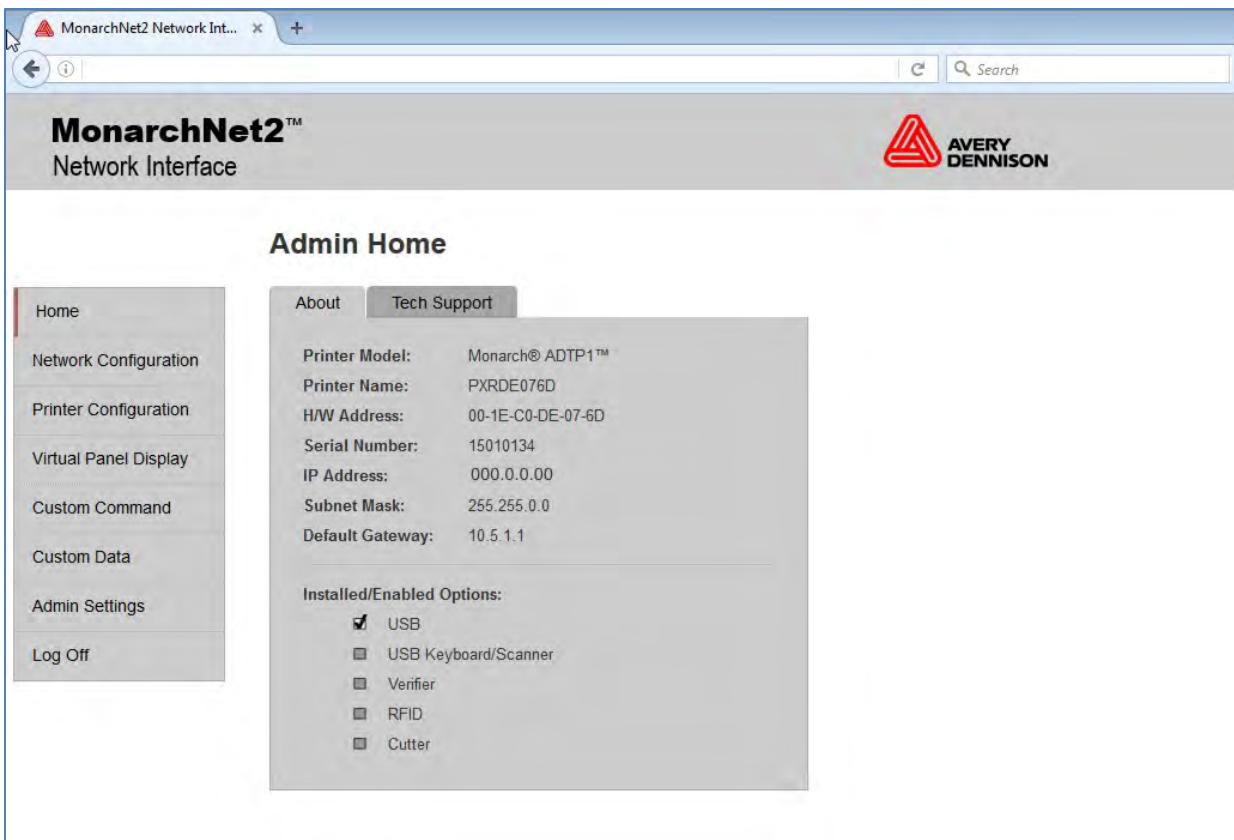 MonarchNet2 Network Int... × +
Search
MonarchNet2™
Network Interface
AVERY
DENNISON
Admin Home
Home
Network Configuration
Printer Configuration
Virtual Panel Display
Custom Command
Custom Data
Admin Settings
Log Off
About Tech Support
Printer Model: Monarch® ADTP1™
Printer Name: PXRDE076D
H/W Address: 00-1E-C0-DE-07-6D
Serial Number: 15010134
IP Address: 000.0.0.00
Subnet Mask: 255.255.0.0
Default Gateway: 10.5.1.1
Installed/Enabled Options:
USB
USB Keyboard/Scanner
Verifier
RFID
Cutter